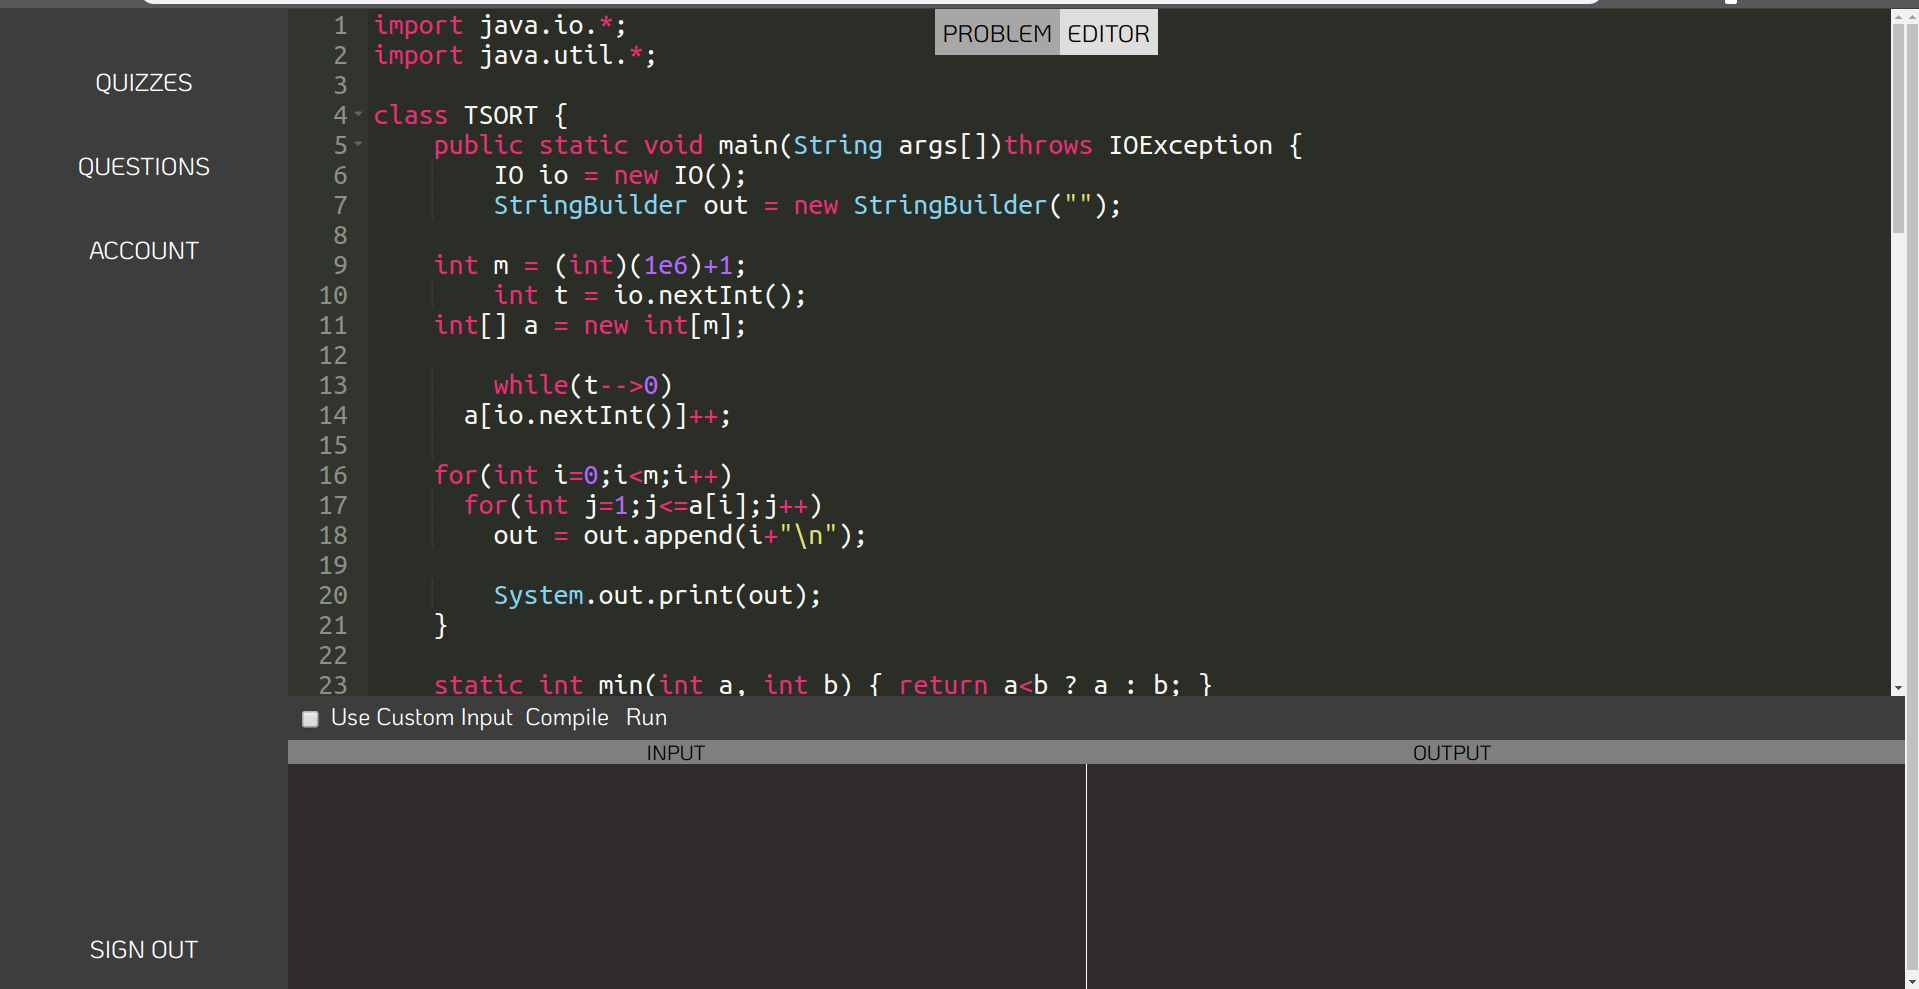 QUIZZES
QUESTIONS
ACCOUNT
SIGN OUT
PROBLEM EDITOR
1 import java.io.*;
2 import java.util.*;
3
4 class TSORT {
5     public static void main(String args[])throws IOException {
6         IO io = new IO();
7         StringBuilder out = new StringBuilder("");
8
9     int m = (int)(1e6)+1;
10         int t = io.nextInt();
11     int[] a = new int[m];
12
13         while(t-->0)
14       a[io.nextInt()]++;
15
16     for(int i=0;i<m;i++)
17       for(int j=1;j<=a[i];j++)
18         out = out.append(i+"\n");
19
20         System.out.print(out);
21     }
22
23     static int min(int a, int b) { return a<b ? a : b; }
Use Custom Input Compile Run
INPUT OUTPUT